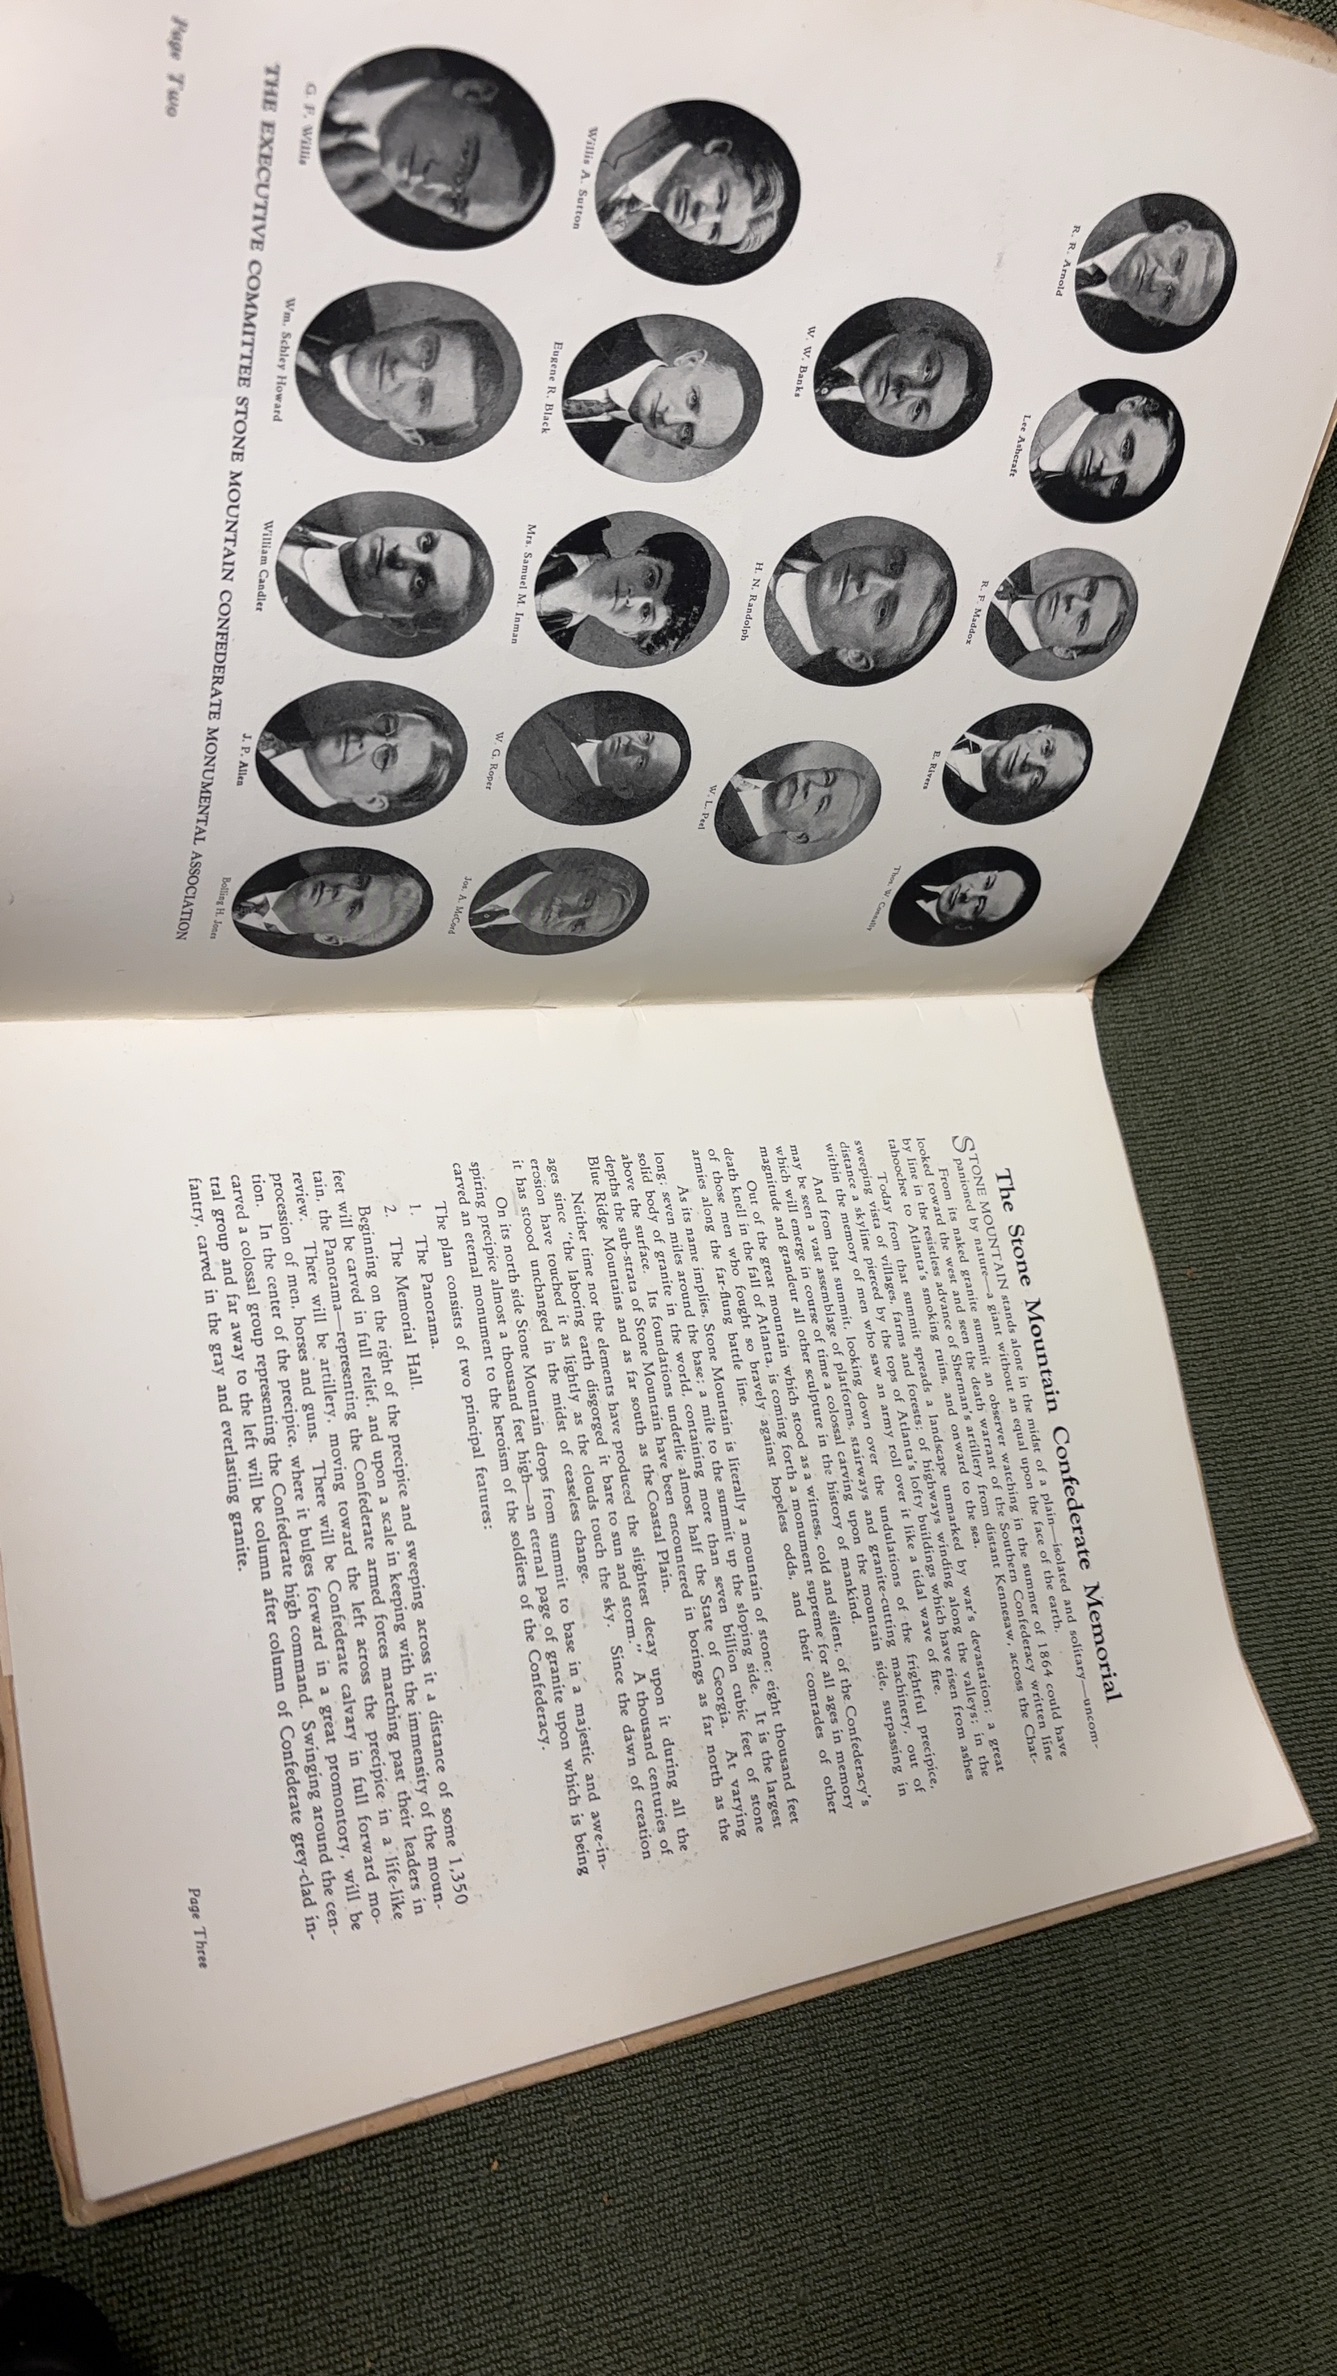 R. R. Arnold
Lee Ashcraft
R. F. Maddox
E. Rivers
Thos. W. Connally
W. W. Banks
H. N. Randolph
W. L. Peel
Willis A. Sutton
Eugene R. Black
Mrs. Samuel M. Inman
W. G. Roper
Jos. A. McCord
G. F. Willis
Wm. Schley Howard
William Candler
J. P. Allen
Bolling H. Jones
THE EXECUTIVE COMMITTEE STONE MOUNTAIN CONFEDERATE MONUMENTAL ASSOCIATION
Page Two
The Stone Mountain Confederate Memorial
STONE MOUNTAIN stands alone in the midst of a plain—isolated and solitary—uncom-
panioned by nature—a giant without an equal upon the face of the earth.
From its naked granite summit an observer watching in the summer of 1864 could have
looked toward the west and seen the death warrant of the Southern Confederacy written line
by line in the resistless advance of Sherman's artillery from distant Kennesaw, across the Chat-
tahoochee to Atlanta's smoking ruins, and onward to the sea.
Today from that summit spreads a landscape unmarked by war's devastation; a great
sweeping vista of villages, farms and forests; of highways winding along the valleys; in the
distance a skyline pierced by the tops of Atlanta's lofty buildings which have risen from ashes
within the memory of men who saw an army roll over it like a tidal wave of fire.
And from that summit, looking down over the undulations of the frightful precipice,
may be seen a vast assemblage of platforms, stairways and granite-cutting machinery, out of
which will emerge in course of time a colossal carving upon the mountain side, surpassing in
magnitude and grandeur all other sculpture in the history of mankind.
Out of the great mountain which stood as a witness, cold and silent, of the Confederacy's
death knell in the fall of Atlanta, is coming forth a monument supreme for all ages in memory
of those men who fought so bravely against hopeless odds, and their comrades of other
armies along the far-flung battle line.
As its name implies, Stone Mountain is literally a mountain of stone; eight thousand feet
long; seven miles around the base; a mile to the summit up the sloping side. It is the largest
solid body of granite in the world, containing more than seven billion cubic feet of stone
above the surface. Its foundations underlie almost half the State of Georgia. At varying
depths the sub-strata of Stone Mountain have been encountered in borings as far north as the
Blue Ridge Mountains and as far south as the Coastal Plain.
Neither time nor the elements have produced the slightest decay upon it during all the
ages since "the laboring earth disgorged it bare to sun and storm." A thousand centuries of
erosion have touched it as lightly as the clouds touch the sky. Since the dawn of creation
it has stoood unchanged in the midst of ceaseless change.
On its north side Stone Mountain drops from summit to base in a majestic and awe-in-
spiring precipice almost a thousand feet high—an eternal page of granite upon which is being
carved an eternal monument to the heroism of the soldiers of the Confederacy.
The plan consists of two principal features:
1. The Panorama.
2. The Memorial Hall.
Beginning on the right of the precipice and sweeping across it a distance of some 1,350
feet will be carved in full relief, and upon a scale in keeping with the immensity of the moun-
tain, the Panorama—representing the Confederate armed forces marching past their leaders in
review. There will be artillery, moving toward the left across the precipice in a life-like
procession of men, horses and guns. There will be Confederate calvary in full forward mo-
tion. In the center of the precipice, where it bulges forward in a great promontory, will be
carved a colossal group representing the Confederate high command. Swinging around the cen-
tral group and far away to the left will be column after column of Confederate grey-clad in-
fantry, carved in the gray and everlasting granite.
Page Three